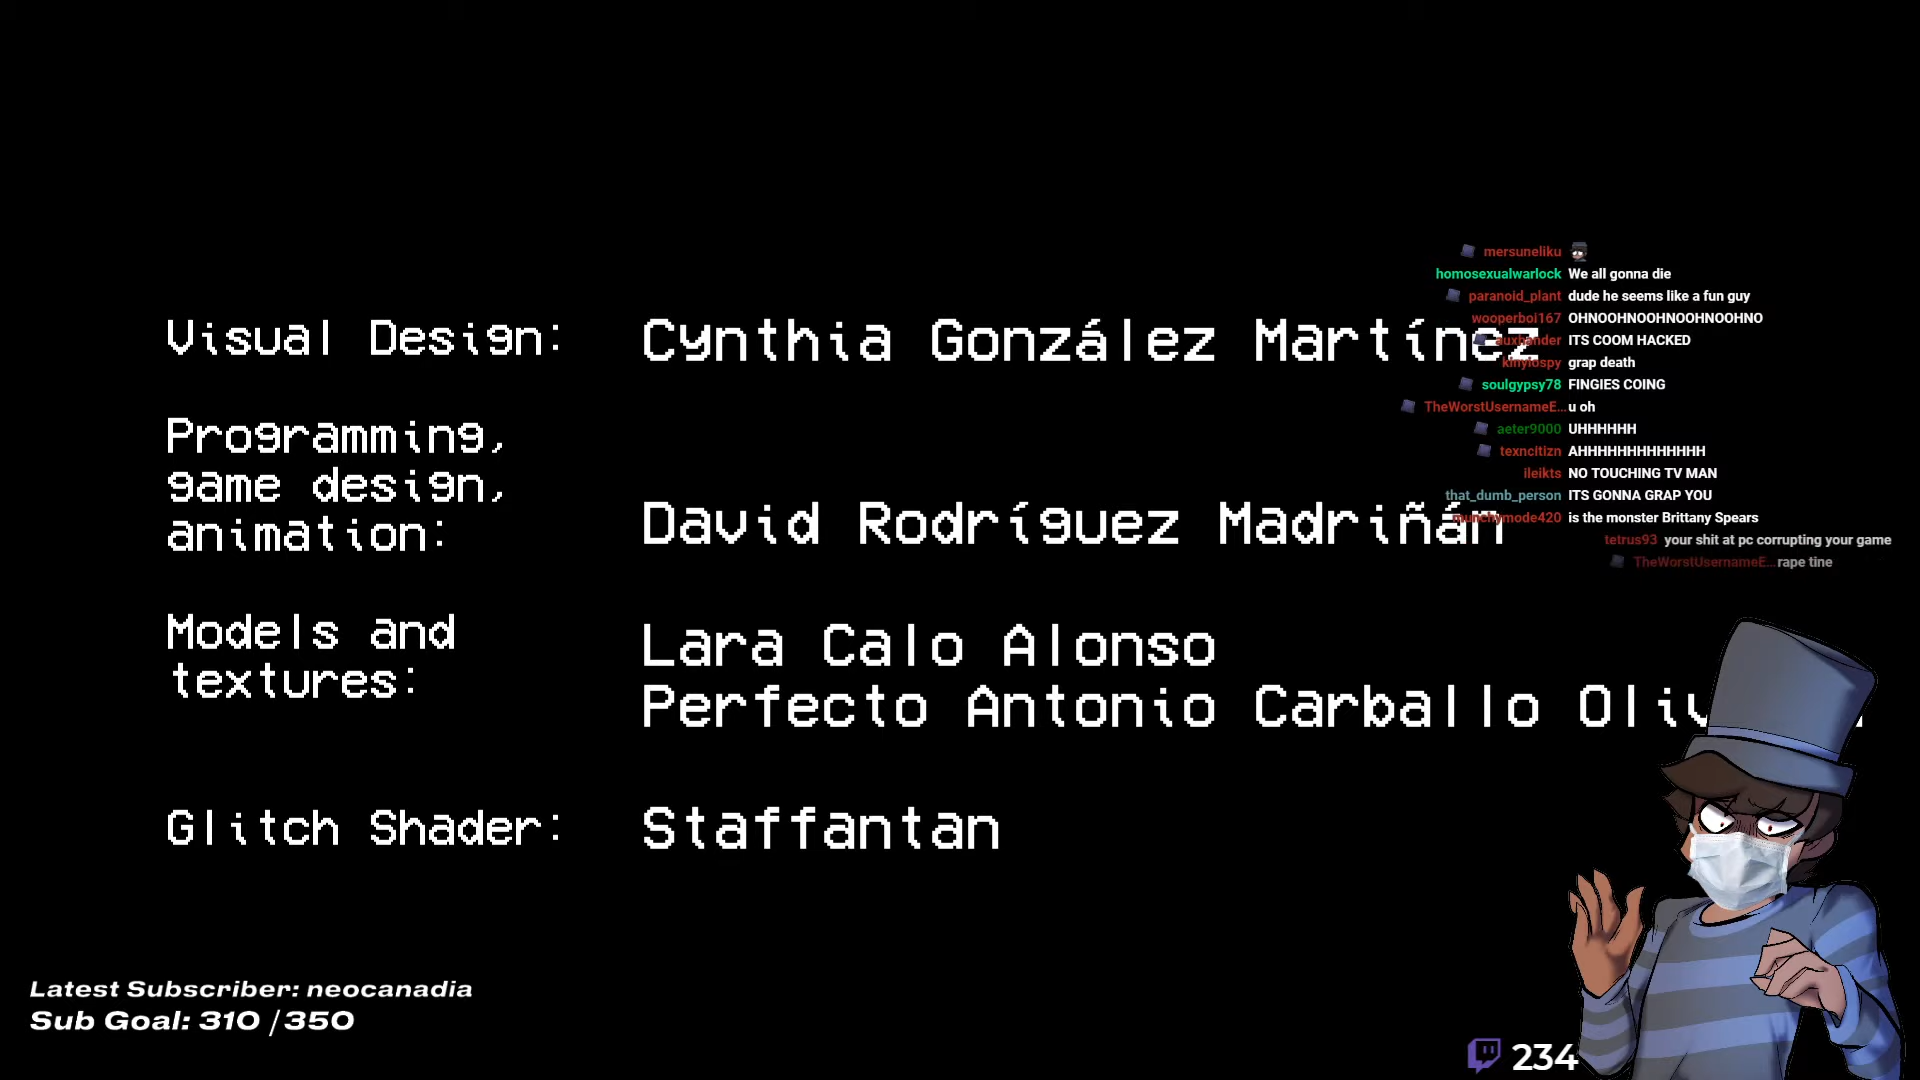 Visual Design: Cynthia González Martínez
Programming,
game design,
animation: David Rodríguez Madriñán
Models and
textures:
Lara Calo Alonso
Perfecto Antonio Carballo
Glitch Shader: Staffantan
mersuneliku
homosexualwarlock We all gonna die
paranoid_plant dude he seems like a fun guy
wooperboi167 OHNOOHNOOHNOOHNOOHNO
ITS COOM HACKED
grap death
soulgypsy78 FINGIES COING
TheWorstUsernameE... u oh
aeter9000 UHHHHHH
texncitizn AHHHHHHHHHHHHH
ileikts NO TOUCHING TV MAN
that_dumb_person ITS GONNA GRAP YOU
munchymode420 is the monster Brittany Spears
tetrus93 your shit at pc corrupting your game
TheWorstUsernameE... rape tine
Latest Subscriber: neocanadia
Sub Goal: 310 /350
234